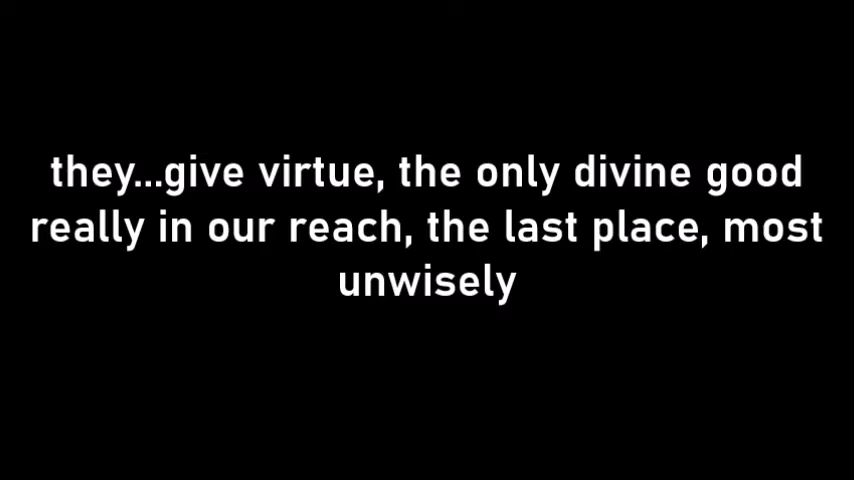 they...give virtue, the only divine good
really in our reach, the last place, most
unwisely